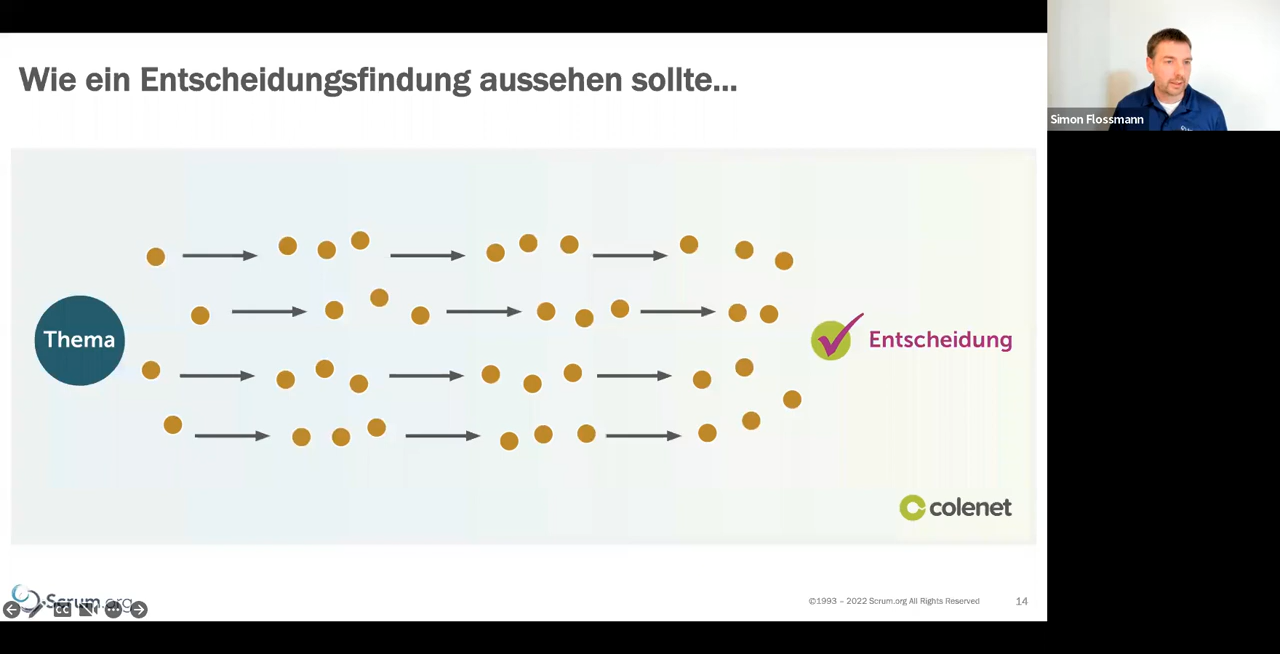 Wie ein Entscheidungsfindung aussehen sollte...
Simon Flossmann
Thema
Entscheidung
colenet
Scrum.org
CC
©1993 – 2022 Scrum.org All Rights Reserved
14